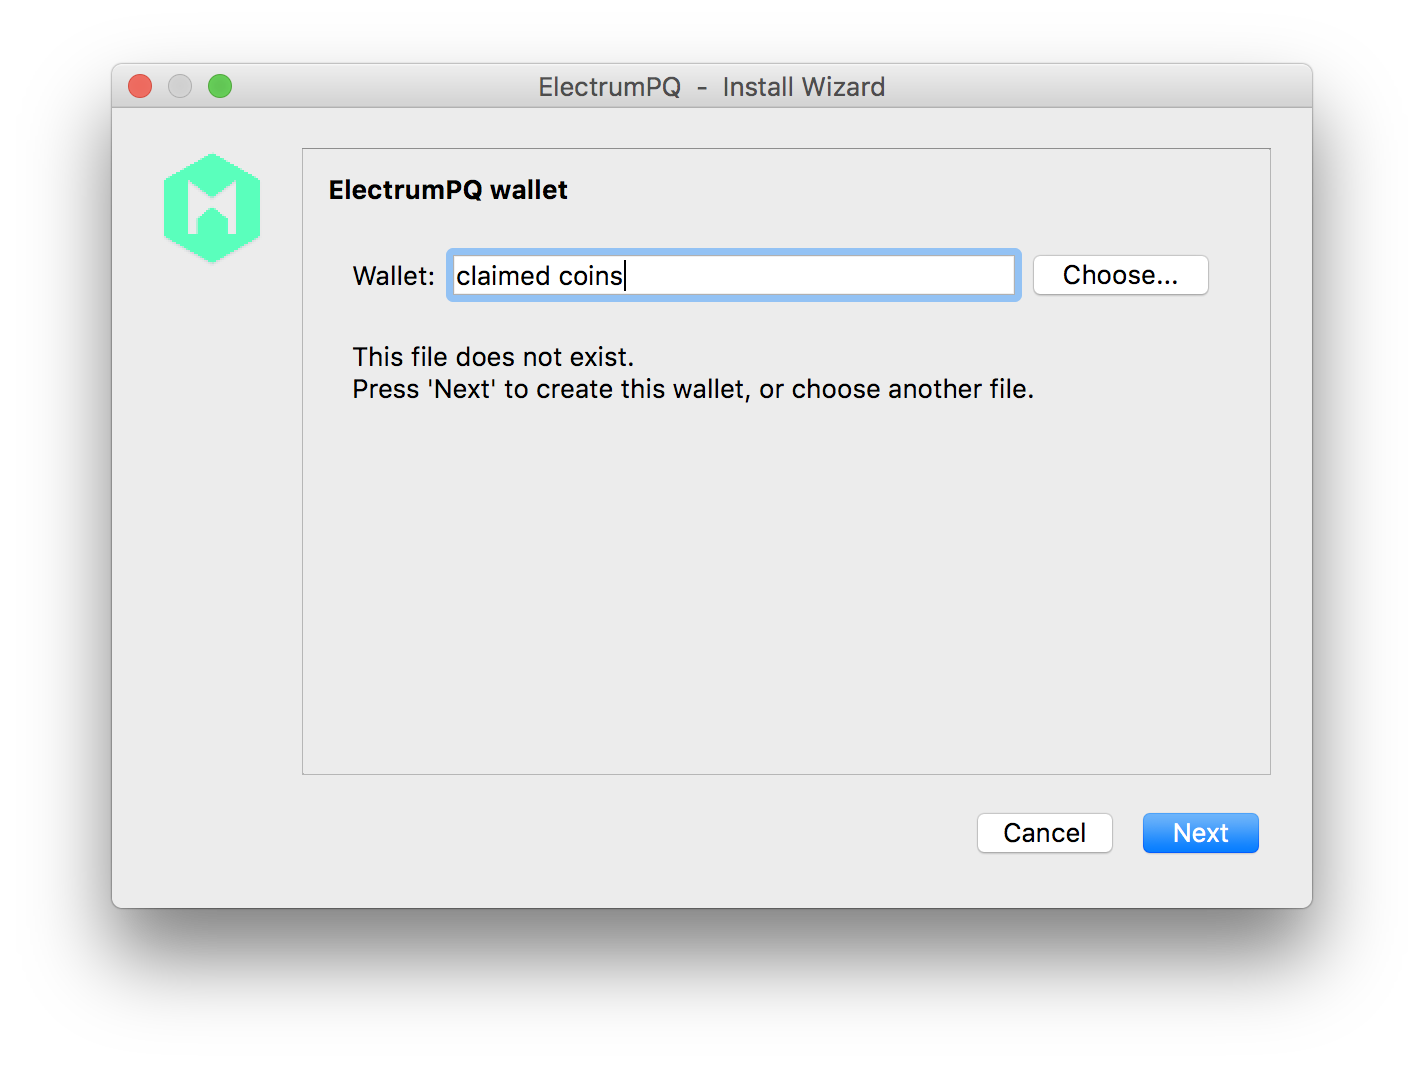 ElectrumPQ - Install Wizard
ElectrumPQ wallet
Wallet: claimed coins Choose...
This file does not exist.
Press 'Next' to create this wallet, or choose another file.
Cancel Next